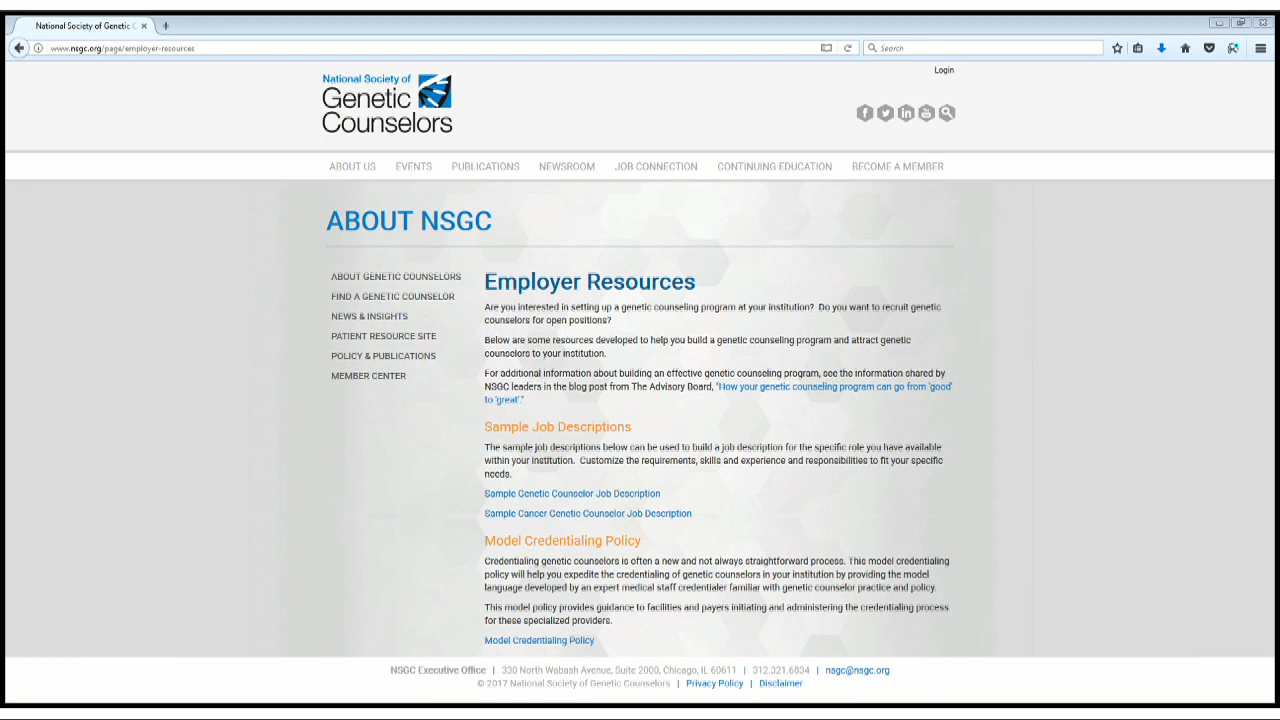 National Society of Genetic C
www.nsgc.org/page/employer-resources
Search
Login
National Society of
Genetic
Counselors
ABOUT US EVENTS PUBLICATIONS NEWSROOM JOB CONNECTION CONTINUING EDUCATION BECOME A MEMBER
ABOUT NSGC
ABOUT GENETIC COUNSELORS
FIND A GENETIC COUNSELOR
NEWS & INSIGHTS
PATIENT RESOURCE SITE
POLICY & PUBLICATIONS
MEMBER CENTER
Employer Resources
Are you interested in setting up a genetic counseling program at your institution? Do you want to recruit genetic
counselors for open positions?
Below are some resources developed to help you build a genetic counseling program and attract genetic
counselors to your institution.
For additional information about building an effective genetic counseling program, see the information shared by
NSGC leaders in the blog post from The Advisory Board, "How your genetic counseling program can go from 'good'
to 'great'."
Sample Job Descriptions
The sample job descriptions below can be used to build a job description for the specific role you have available
within your institution. Customize the requirements, skills and experience and responsibilities to fit your specific
needs.
Sample Genetic Counselor Job Description
Sample Cancer Genetic Counselor Job Description
Model Credentialing Policy
Credentialing genetic counselors is often a new and not always straightforward process. This model credentialing
policy will help you expedite the credentialing of genetic counselors in your institution by providing the model
language developed by an expert medical staff credentialer familiar with genetic counselor practice and policy.
This model policy provides guidance to facilities and payers initiating and administering the credentialing process
for these specialized providers.
Model Credentialing Policy
NSGC Executive Office | 330 North Wabash Avenue, Suite 2000, Chicago, IL 60611 | 312.321.6834 | nsgc@nsgc.org
© 2017 National Society of Genetic Counselors | Privacy Policy | Disclaimer